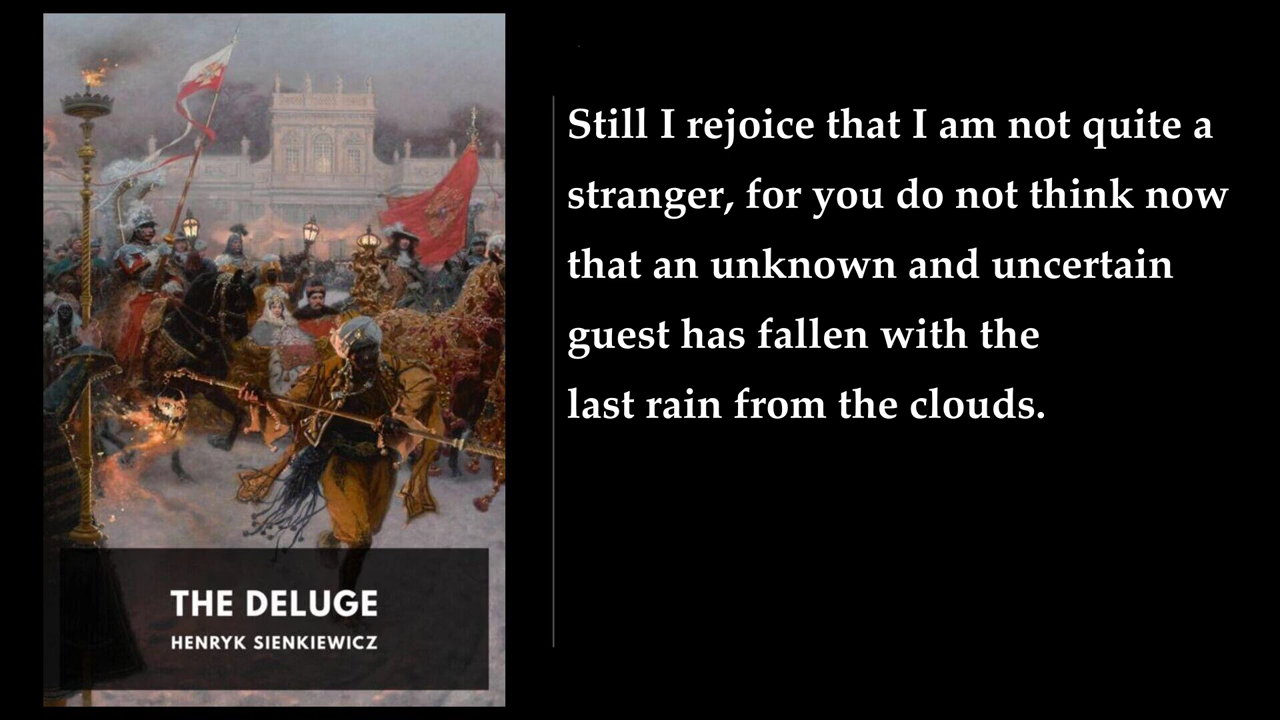 THE DELUGE
HENRYK SIENKIEWICZ
Still I rejoice that I am not quite a
stranger, for you do not think now
that an unknown and uncertain
guest has fallen with the
last rain from the clouds.